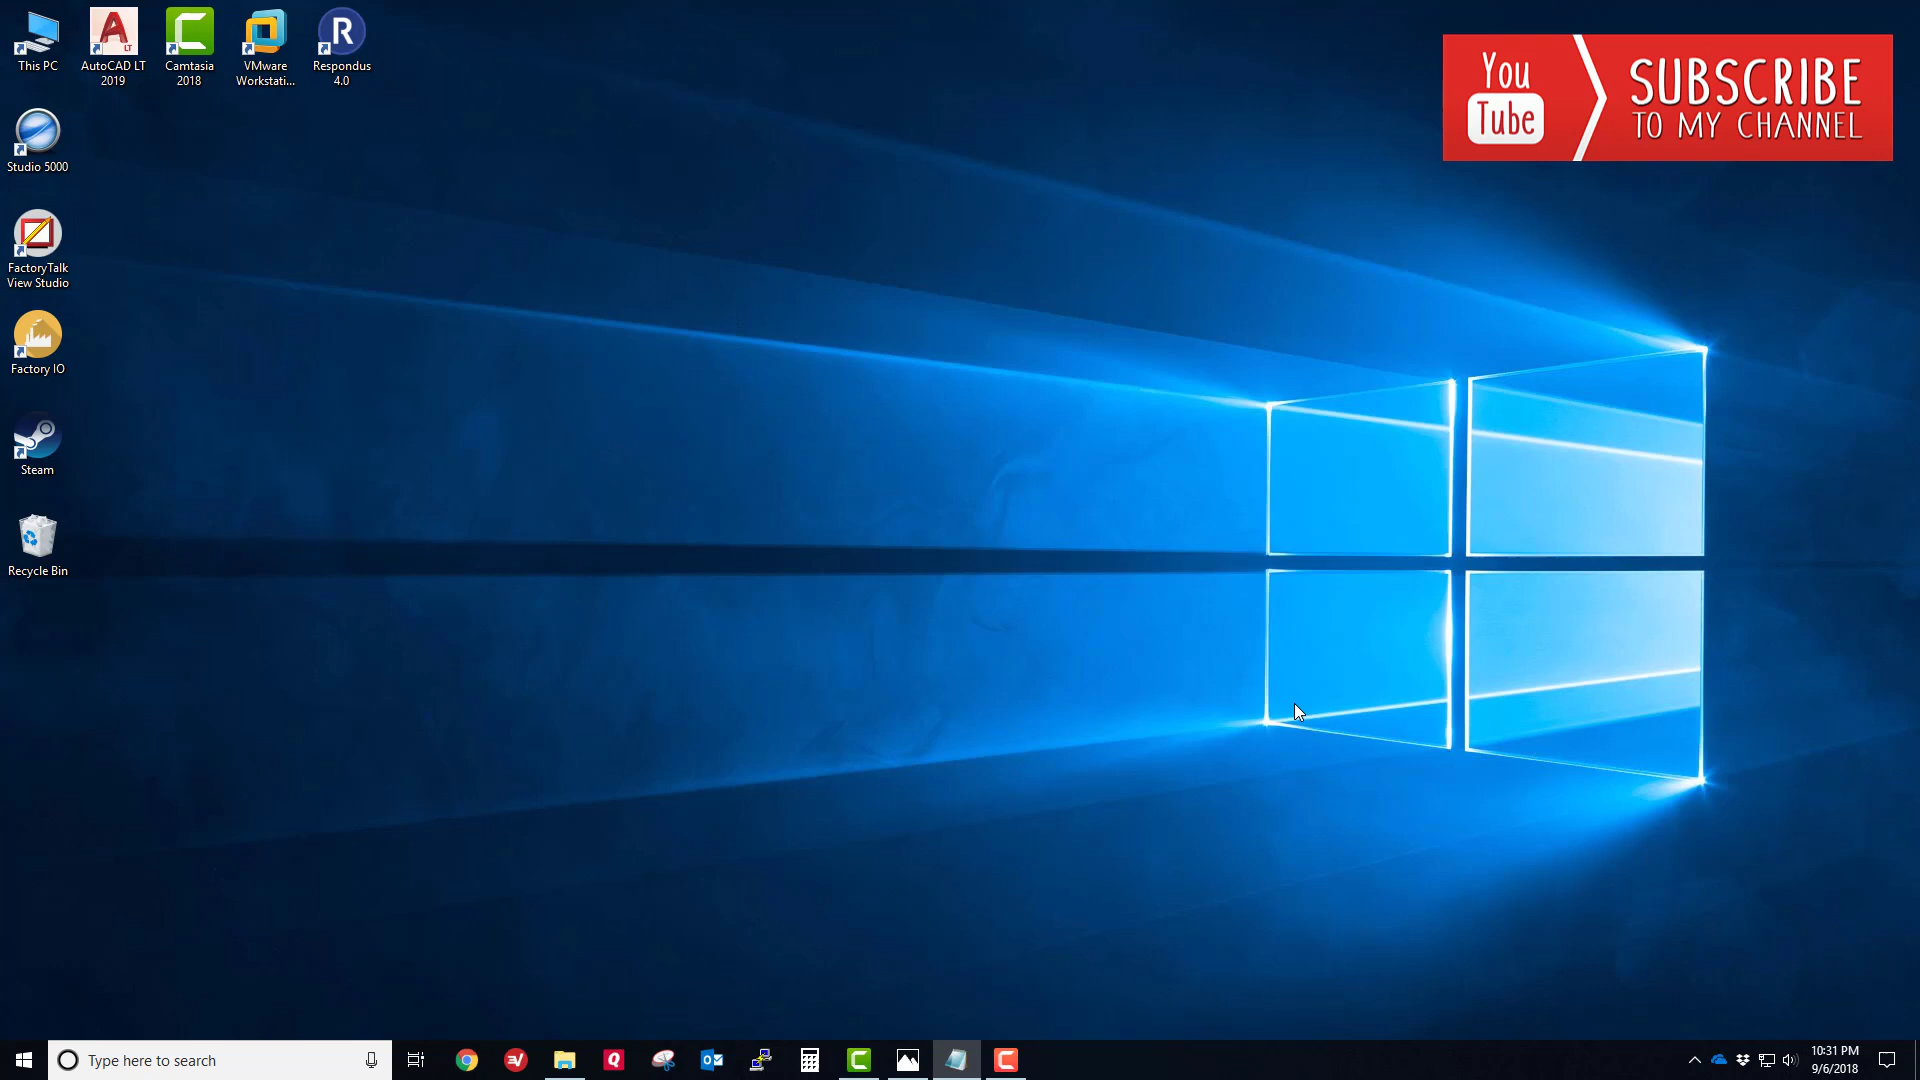 This PC
AutoCAD LT
2019
Camtasia
2018
VMware
Workstati...
Respondus
4.0
You
Tube
SUBSCRIBE
TO MY CHANNEL
Studio 5000
FactoryTalk
View Studio
Factory IO
Steam
Recycle Bin
Type here to search
10:31 PM
9/6/2018